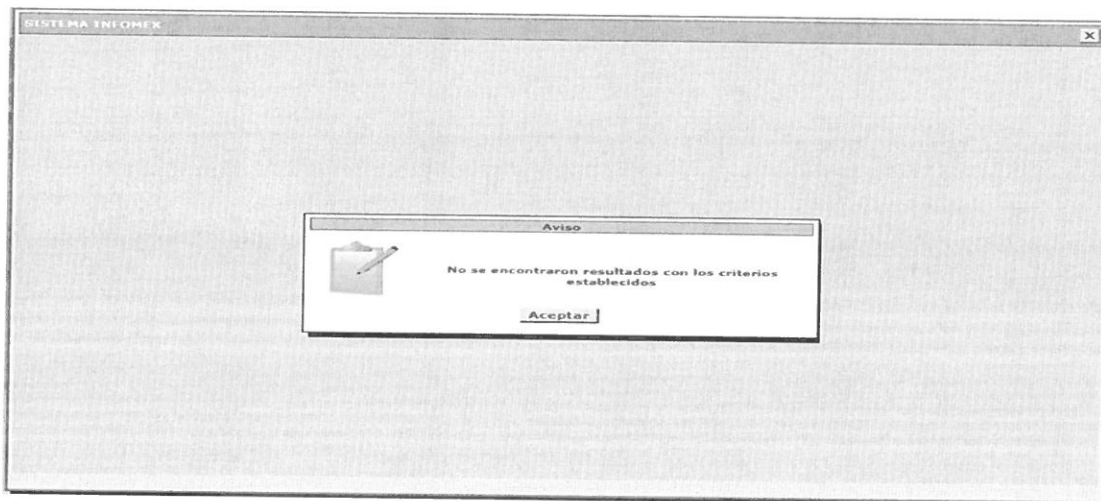 SISTEMA INFOMEX
Aviso
No se encontraron resultados con los criterios
establecidos
Aceptar